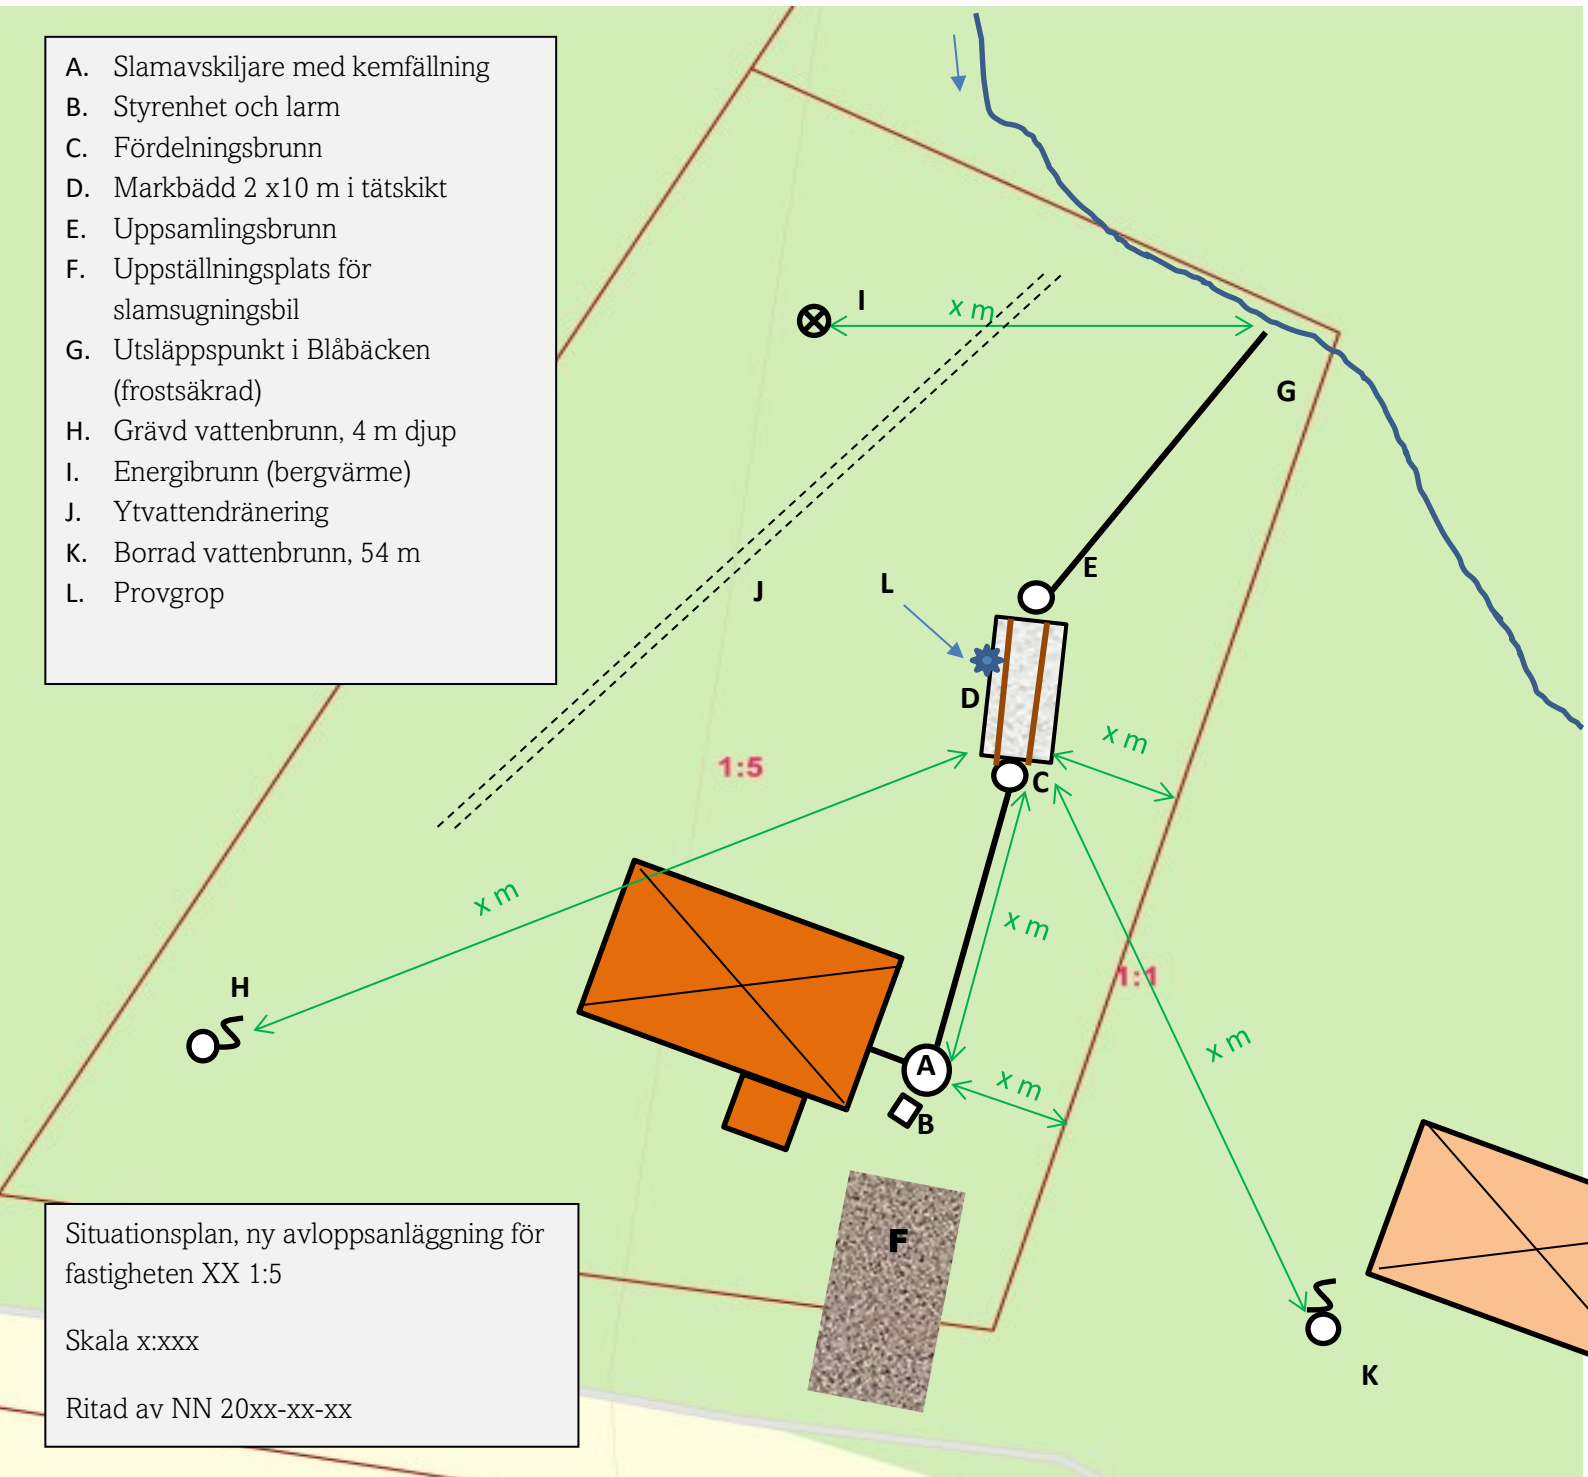 A. Slamavskiljare med kemfällning
B. Styrenhet och larm
C. Fördelningsbrunn
D. Markbädd 2 x10 m i tätskikt
E. Uppsamlingsbrunn
F. Uppställningsplats för
slamsugningsbil
G. Utsläppspunkt i Blåbäcken
(frostsäkrad)
H. Grävd vattenbrunn, 4 m djup
I. Energibrunn (bergvärme)
J. Ytvattendränering
K. Borrad vattenbrunn, 54 m
L. Provgrop
I
x m
G
E
L
J
D
x m
1:5
C
x m
x m
H
1:1
x m
A
x m
B
F
K
Situationsplan, ny avloppsanläggning för
fastigheten XX 1:5
Skala x:xxx
Ritad av NN 20xx-xx-xx